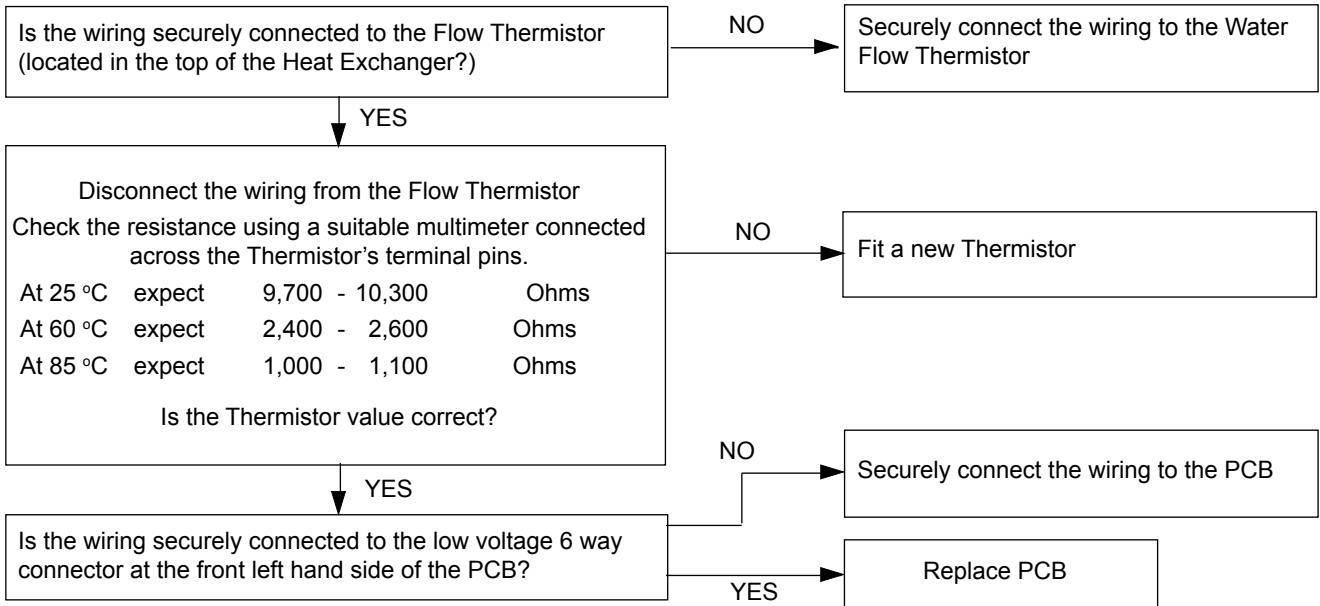 Is the wiring securely connected to the Flow Thermistor
(located in the top of the Heat Exchanger?)
NO
Securely connect the wiring to the Water
Flow Thermistor
YES
Disconnect the wiring from the Flow Thermistor
Check the resistance using a suitable multimeter connected
across the Thermistor’s terminal pins.
At 25 °C expect 9,700 - 10,300 Ohms
At 60 °C expect 2,400 - 2,600 Ohms
At 85 °C expect 1,000 - 1,100 Ohms
Is the Thermistor value correct?
NO
Fit a new Thermistor
YES
Is the wiring securely connected to the low voltage 6 way
connector at the front left hand side of the PCB?
NO
Securely connect the wiring to the PCB
YES
Replace PCB